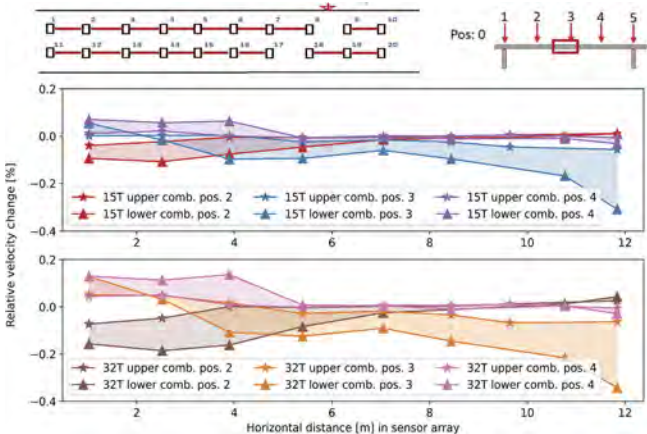 1 2 3 4 5 6 7 8 9 10
11 12 13 14 15 16 17 18 19 20
Pos: 0
1 2 3 4 5
Relative velocity change [%]
0.2
0.0
−0.2
−0.4
15T upper comb. pos. 2
15T lower comb. pos. 2
15T upper comb. pos. 3
15T lower comb. pos. 3
15T upper comb. pos. 4
15T lower comb. pos. 4
2 4 6 8 10 12
0.2
0.0
−0.2
−0.4
32T upper comb. pos. 2
32T lower comb. pos. 2
32T upper comb. pos. 3
32T lower comb. pos. 3
32T upper comb. pos. 4
32T lower comb. pos. 4
2 4 6 8 10 12
Horizontal distance [m] in sensor array